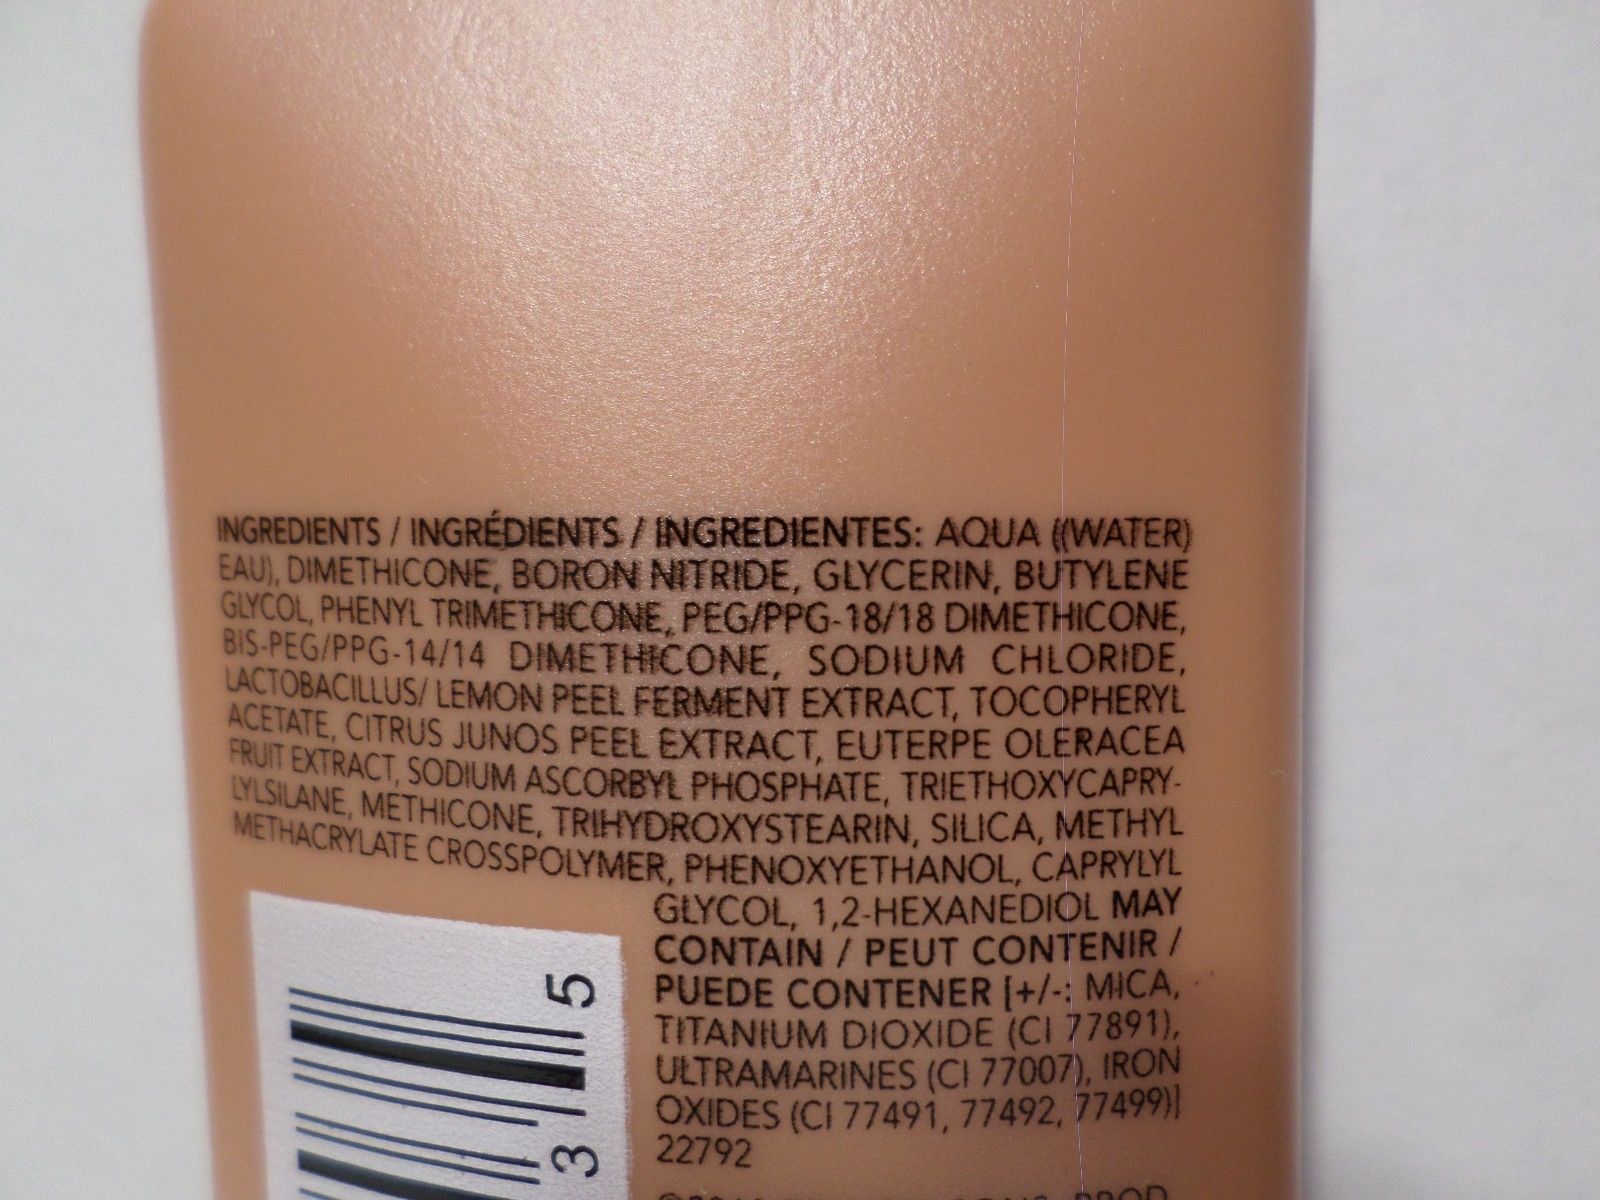 INGREDIENTS / INGRÉDIENTS / INGREDIENTES: AQUA ((WATER)
EAU), DIMETHICONE, BORON NITRIDE, GLYCERIN, BUTYLENE
GLYCOL, PHENYL TRIMETHICONE, PEG/PPG-18/18 DIMETHICONE,
BIS-PEG/PPG-14/14 DIMETHICONE, SODIUM CHLORIDE,
LACTOBACILLUS/ LEMON PEEL FERMENT EXTRACT, TOCOPHERYL
ACETATE, CITRUS JUNOS PEEL EXTRACT, EUTERPE OLERACEA
FRUIT EXTRACT, SODIUM ASCORBYL PHOSPHATE, TRIETHOXYCAPRY-
LYLSILANE, METHICONE, TRIHYDROXYSTEARIN, SILICA, METHYL
METHACRYLATE CROSSPOLYMER, PHENOXYETHANOL, CAPRYLYL
GLYCOL, 1,2-HEXANEDIOL MAY
CONTAIN / PEUT CONTENIR /
PUEDE CONTENER [+/-: MICA,
TITANIUM DIOXIDE (CI 77891),
ULTRAMARINES (CI 77007), IRON
OXIDES (CI 77491, 77492, 77499)]
22792
5
3